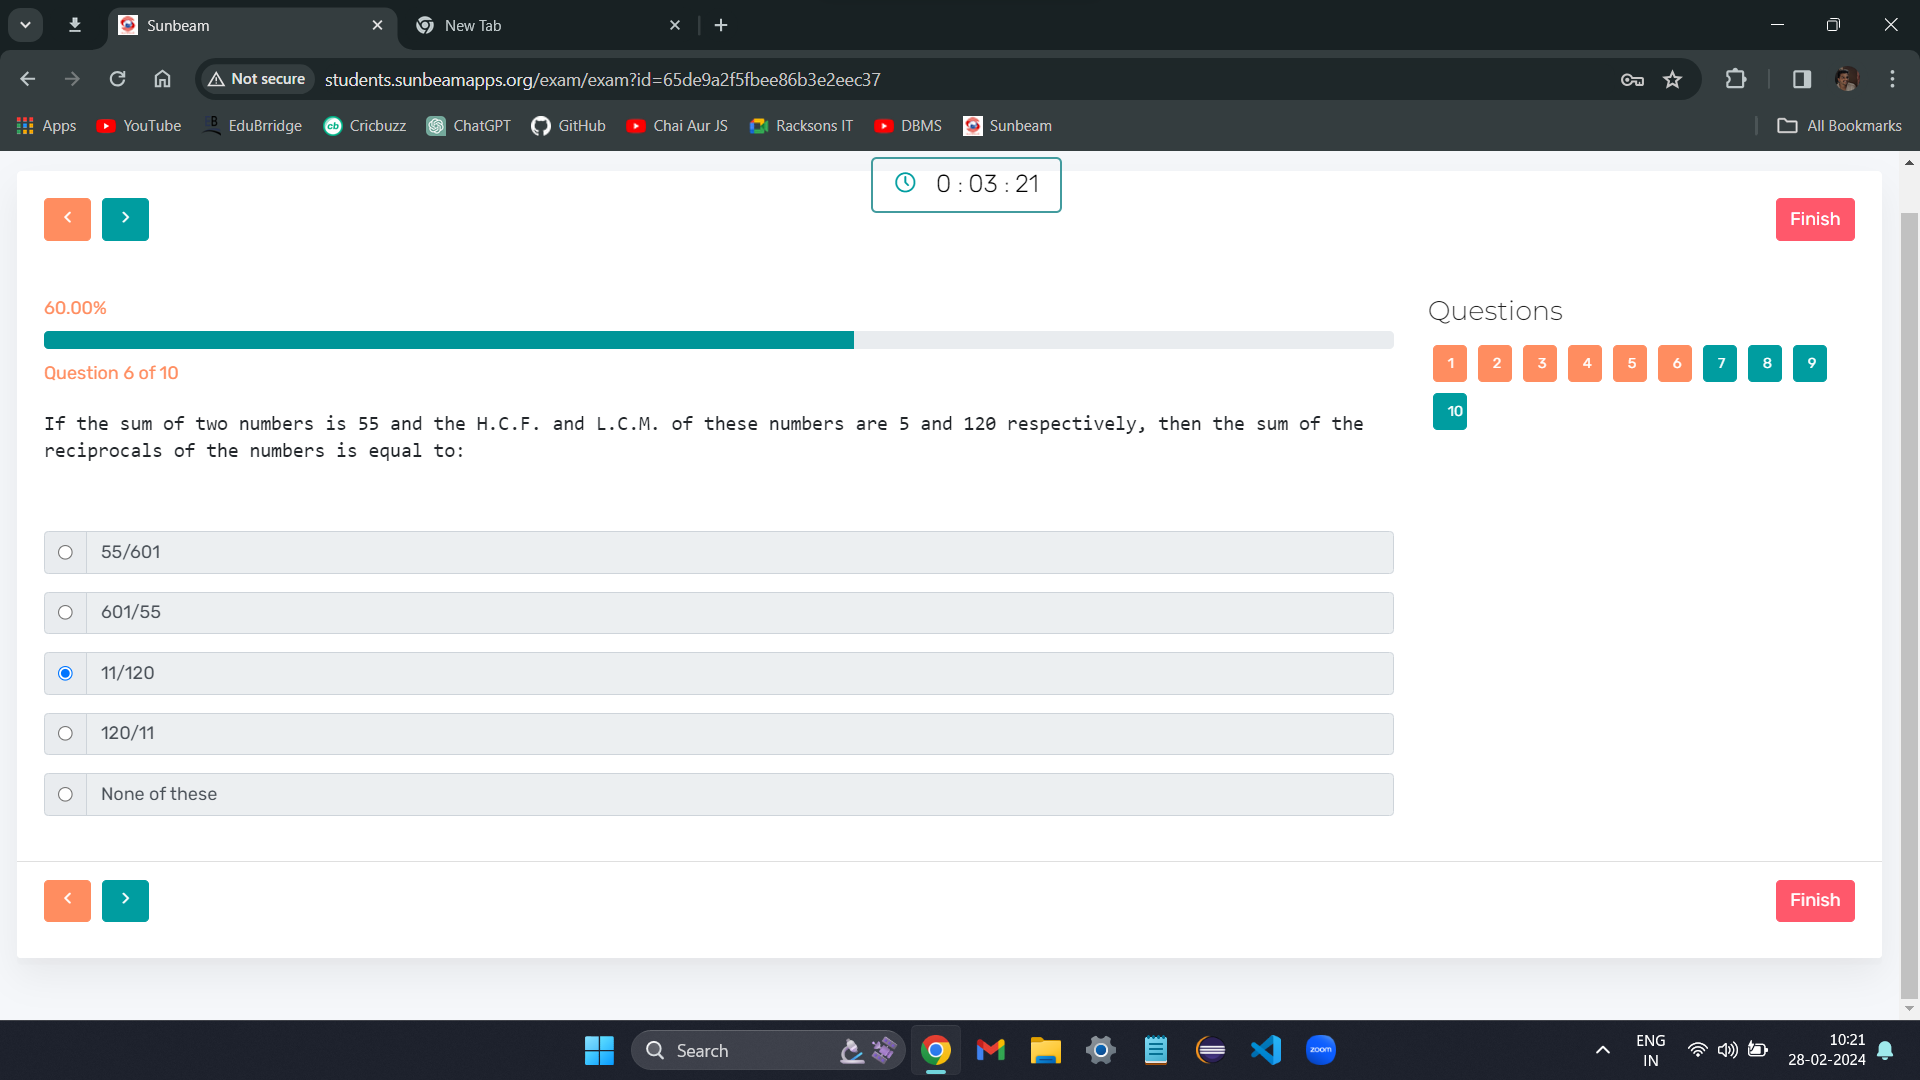 Sunbeam
New Tab
Not secure
students.sunbeamapps.org/exam/exam?id=65de9a2f5fbee86b3e2eec37
Apps
YouTube
B
EduBrridge
cb
Cricbuzz
ChatGPT
GitHub
Chai Aur JS
Racksons IT
DBMS
Sunbeam
All Bookmarks
0 : 03 : 21
Finish
60.00%
Question 6 of 10
Questions
1 2 3 4 5 6 7 8 9
10
If the sum of two numbers is 55 and the H.C.F. and L.C.M. of these numbers are 5 and 120 respectively, then the sum of the
reciprocals of the numbers is equal to:
55/601
601/55
11/120
120/11
None of these
Finish
Search
zoom
ENG
IN
10:21
28-02-2024